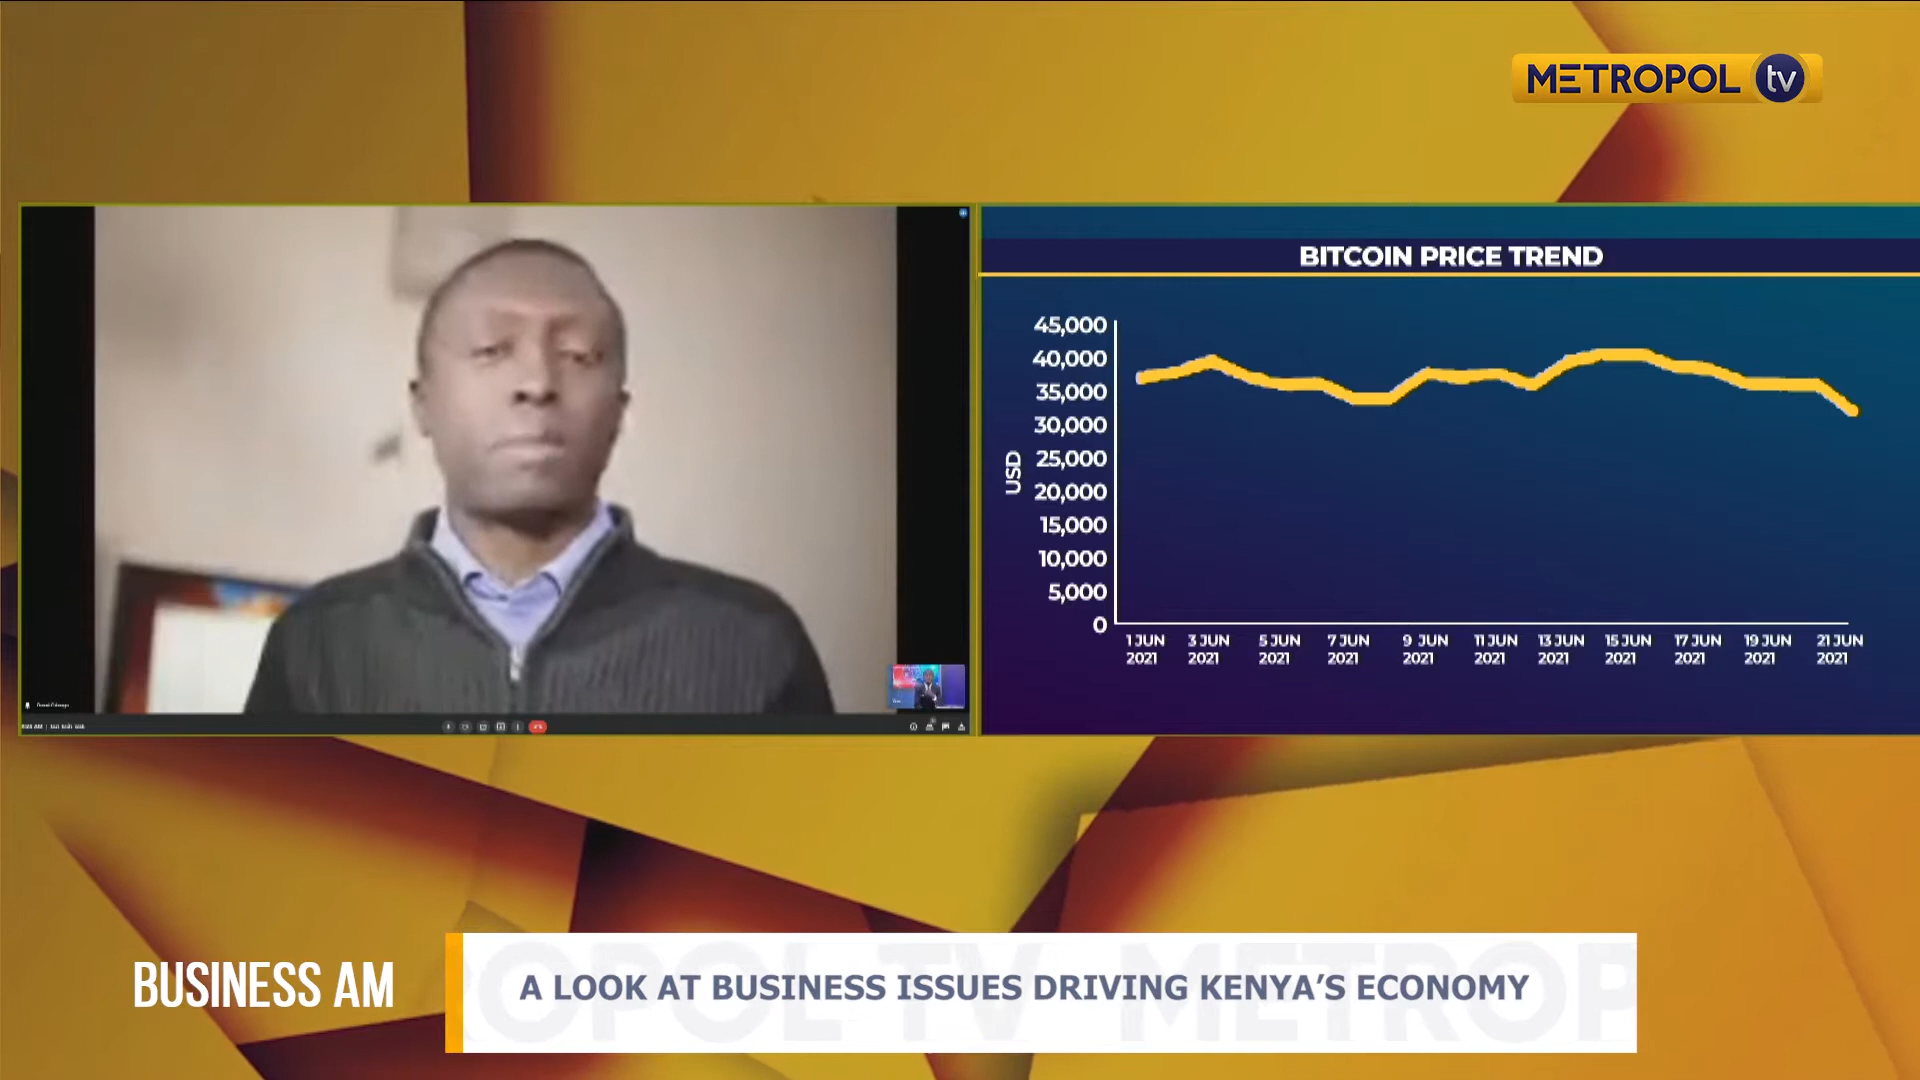 METROPOL tv
BITCOIN PRICE TREND
45,000
40,000
35,000
30,000
25,000
20,000
15,000
10,000
5,000
0
USD
1 JUN 2021
3 JUN 2021
5 JUN 2021
7 JUN 2021
9 JUN 2021
11 JUN 2021
13 JUN 2021
15 JUN 2021
17 JUN 2021
19 JUN 2021
21 JUN 2021
BUSINESS AM
A LOOK AT BUSINESS ISSUES DRIVING KENYA'S ECONOMY